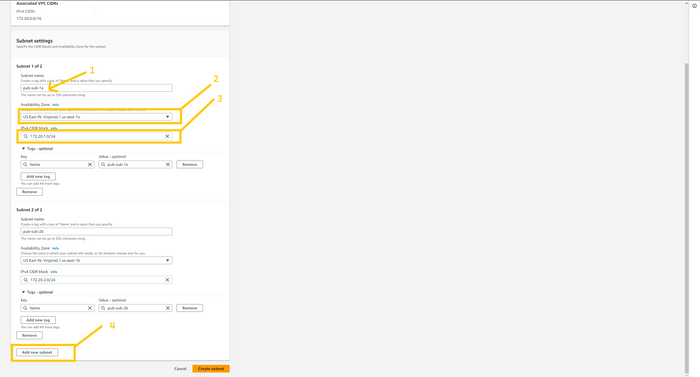 Associated VPC CIDRs
IPv4 CIDRs
172.20.0.0/16
Subnet settings
Specify the CIDR blocks and Availability Zone for the subnet.
Subnet 1 of 2
1
Subnet name
Create a tag with a key of 'Name' and a value that you specify.
pub-sub-1a
The name can be up to 256 characters long.
2
Availability Zone Info
3
US East (N. Virginia) / us-east-1a
IPv4 CIDR block Info
172.20.1.0/24
Tags - optional
Key Value - optional
Name pub-sub-1a Remove
Add new tag
You can add 49 more tags.
Remove
Subnet 2 of 2
Subnet name
Create a tag with a key of 'Name' and a value that you specify.
pub-sub-2b
The name can be up to 256 characters long.
Availability Zone Info
Choose the zone in which your subnet will reside, or let Amazon choose one for you.
US East (N. Virginia) / us-east-1b
IPv4 CIDR block Info
172.20.2.0/24
Tags - optional
Key Value - optional
Name pub-sub-2b Remove
Add new tag
You can add 49 more tags.
4
Remove
Add new subnet
Cancel Create subnet